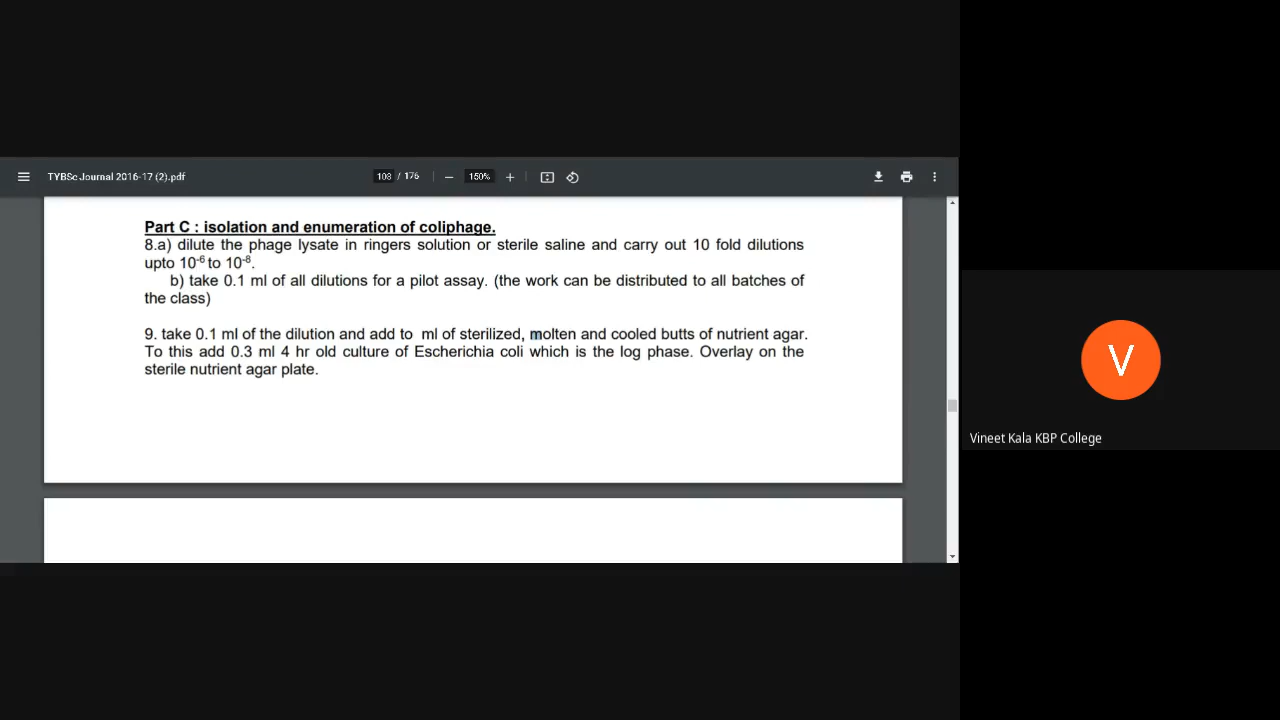 TYBSc Journal 2016-17 (2).pdf 108 / 176 150%
Part C : isolation and enumeration of coliphage.
8.a) dilute the phage lysate in ringers solution or sterile saline and carry out 10 fold dilutions
upto 10⁻⁶ to 10⁻⁸.
b) take 0.1 ml of all dilutions for a pilot assay. (the work can be distributed to all batches of
the class)
9. take 0.1 ml of the dilution and add to ml of sterilized, molten and cooled butts of nutrient agar.
To this add 0.3 ml 4 hr old culture of Escherichia coli which is the log phase. Overlay on the
sterile nutrient agar plate.
V
Vineet Kala KBP College